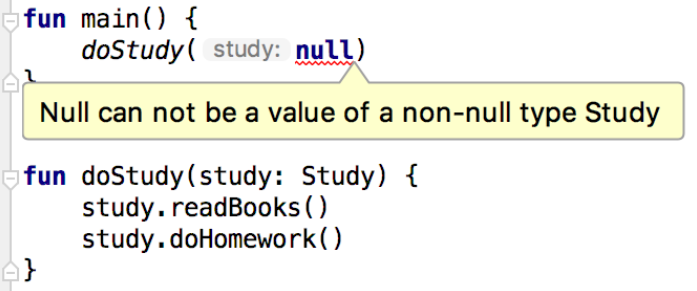 fun main() {
doStudy( study: null)
}
Null can not be a value of a non-null type Study
fun doStudy(study: Study) {
study.readBooks()
study.doHomework()
}